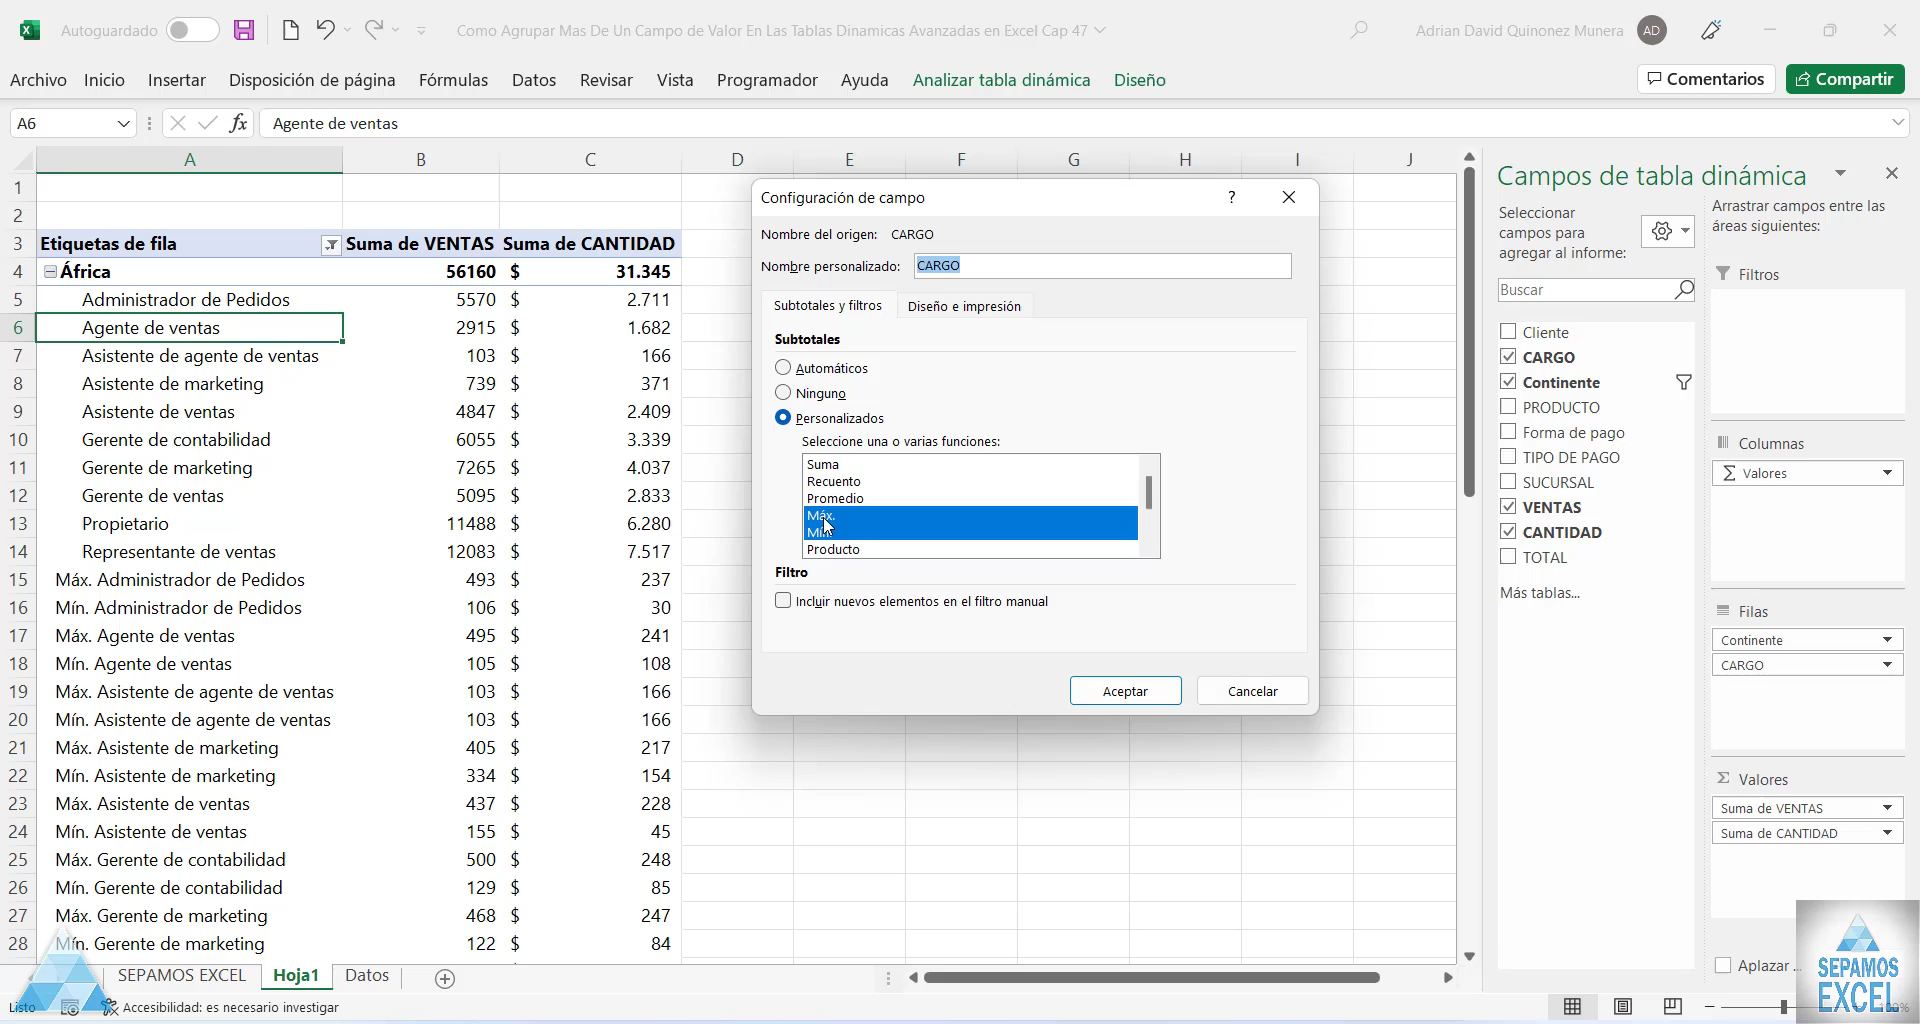 Autoguardado
Como Agrupar Mas De Un Campo de Valor En Las Tablas Dinamicas Avanzadas en Excel Cap 47
Adrian David Quinonez Munera
AD
Archivo Inicio Insertar Disposición de página Fórmulas Datos Revisar Vista Programador Ayuda Analizar tabla dinámica Diseño
Comentarios
Compartir
A6
fx
Agente de ventas
A B C D E F G H I J
1
2
3 Etiquetas de fila Suma de VENTAS Suma de CANTIDAD
4 África 56160 $ 31.345
5 Administrador de Pedidos 5570 $ 2.711
6 Agente de ventas 2915 $ 1.682
7 Asistente de agente de ventas 103 $ 166
8 Asistente de marketing 739 $ 371
9 Asistente de ventas 4847 $ 2.409
10 Gerente de contabilidad 6055 $ 3.339
11 Gerente de marketing 7265 $ 4.037
12 Gerente de ventas 5095 $ 2.833
13 Propietario 11488 $ 6.280
14 Representante de ventas 12083 $ 7.517
15 Máx. Administrador de Pedidos 493 $ 237
16 Mín. Administrador de Pedidos 106 $ 30
17 Máx. Agente de ventas 495 $ 241
18 Mín. Agente de ventas 105 $ 108
19 Máx. Asistente de agente de ventas 103 $ 166
20 Mín. Asistente de agente de ventas 103 $ 166
21 Máx. Asistente de marketing 405 $ 217
22 Mín. Asistente de marketing 334 $ 154
23 Máx. Asistente de ventas 437 $ 228
24 Mín. Asistente de ventas 155 $ 45
25 Máx. Gerente de contabilidad 500 $ 248
26 Mín. Gerente de contabilidad 129 $ 85
27 Máx. Gerente de marketing 468 $ 247
28 Mín. Gerente de marketing 122 $ 84
Configuración de campo ?
Nombre del origen: CARGO
Nombre personalizado: CARGO
Subtotales y filtros Diseño e impresión
Subtotales
Automáticos
Ninguno
Personalizados
Seleccione una o varias funciones:
Suma
Recuento
Promedio
Máx.
Mín.
Producto
Filtro
Incluir nuevos elementos en el filtro manual
Aceptar
Cancelar
Campos de tabla dinámica
Seleccionar
campos para
agregar al informe:
Buscar
Cliente
CARGO
Continente
PRODUCTO
Forma de pago
TIPO DE PAGO
SUCURSAL
VENTAS
CANTIDAD
TOTAL
Más tablas...
Arrastrar campos entre las
áreas siguientes:
Filtros
Columnas
Σ Valores
Filas
Continente
CARGO
Σ Valores
Suma de VENTAS
Suma de CANTIDAD
Aplazar ...
SEPAMOS EXCEL Hoja1 Datos
Listo
Accesibilidad: es necesario investigar
SEPAMOS
EXCEL